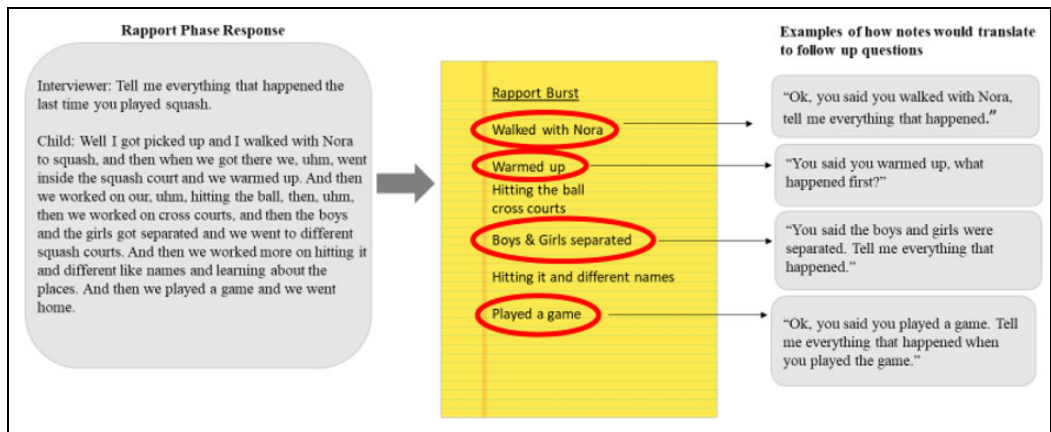 Rapport Phase Response
Interviewer: Tell me everything that happened the
last time you played squash.
Child: Well I got picked up and I walked with Nora
to squash, and then when we got there we, uhm, went
inside the squash court and we warmed up. And then
we worked on our, uhm, hitting the ball, then, uhm,
then we worked on cross courts, and then the boys
and the girls got separated and we went to different
squash courts. And then we worked more on hitting it
and different like names and learning about the
places. And then we played a game and we went
home.
Rapport Burst
Walked with Nora
Warmed up
Hitting the ball
cross courts
Boys & Girls separated
Hitting it and different names
Played a game
Examples of how notes would translate
to follow up questions
“Ok, you said you walked with Nora,
tell me everything that happened.”
“You said you warmed up, what
happened first?”
“You said the boys and girls were
separated. Tell me everything that
happened.”
“Ok, you said you played a game. Tell
me everything that happened when
you played the game.”